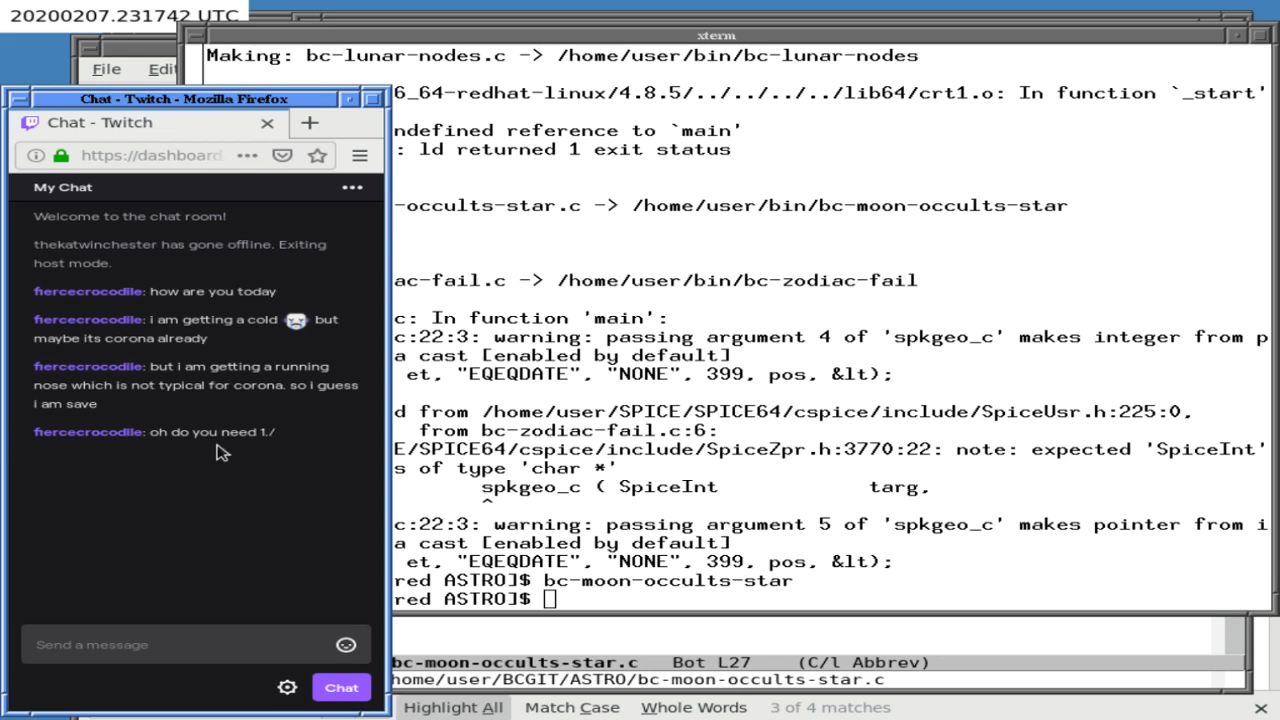 20200207.231742 UTC
xterm
File Edit
Making: bc-lunar-nodes.c -> /home/user/bin/bc-lunar-nodes
6_64-redhat-linux/4.8.5/../../../../lib64/crt1.o: In function `_start'
ndefined reference to `main'
: ld returned 1 exit status
-occults-star.c -> /home/user/bin/bc-moon-occults-star
ac-fail.c -> /home/user/bin/bc-zodiac-fail
c: In function 'main':
c:22:3: warning: passing argument 4 of 'spkgeo_c' makes integer from p
a cast [enabled by default]
et, "EQEQDATE", "NONE", 399, pos, &lt);
d from /home/user/SPICE/SPICE64/cspice/include/SpiceUsr.h:225:0,
from bc-zodiac-fail.c:6:
E/SPICE64/cspice/include/SpiceZpr.h:3770:22: note: expected 'SpiceInt'
s of type 'char *'
spkgeo_c ( SpiceInt targ,
^
c:22:3: warning: passing argument 5 of 'spkgeo_c' makes pointer from i
a cast [enabled by default]
et, "EQEQDATE", "NONE", 399, pos, &lt);
red ASTRO]$ bc-moon-occults-star
red ASTRO]$
Chat - Twitch - Mozilla Firefox
Chat - Twitch
https://dashboard
My Chat
Welcome to the chat room!
thekatwinchester has gone offline. Exiting
host mode.
fiercecrocodile: how are you today
fiercecrocodile: i am getting a cold but
maybe its corona already
fiercecrocodile: but i am getting a running
nose which is not typical for corona. so i guess
i am save
fiercecrocodile: oh do you need 1./
Send a message
Chat
bc-moon-occults-star.c Bot L27 (C/l Abbrev)
home/user/BCGIT/ASTRO/bc-moon-occults-star.c
Highlight All Match Case Whole Words 3 of 4 matches